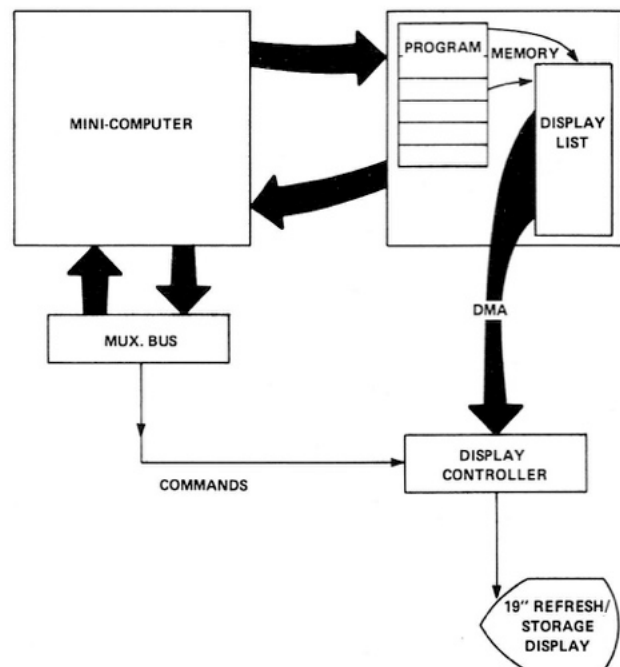 PROGRAM
MEMORY
MINI-COMPUTER
DISPLAY
LIST
DMA
MUX. BUS
DISPLAY
CONTROLLER
COMMANDS
19" REFRESH/
STORAGE
DISPLAY